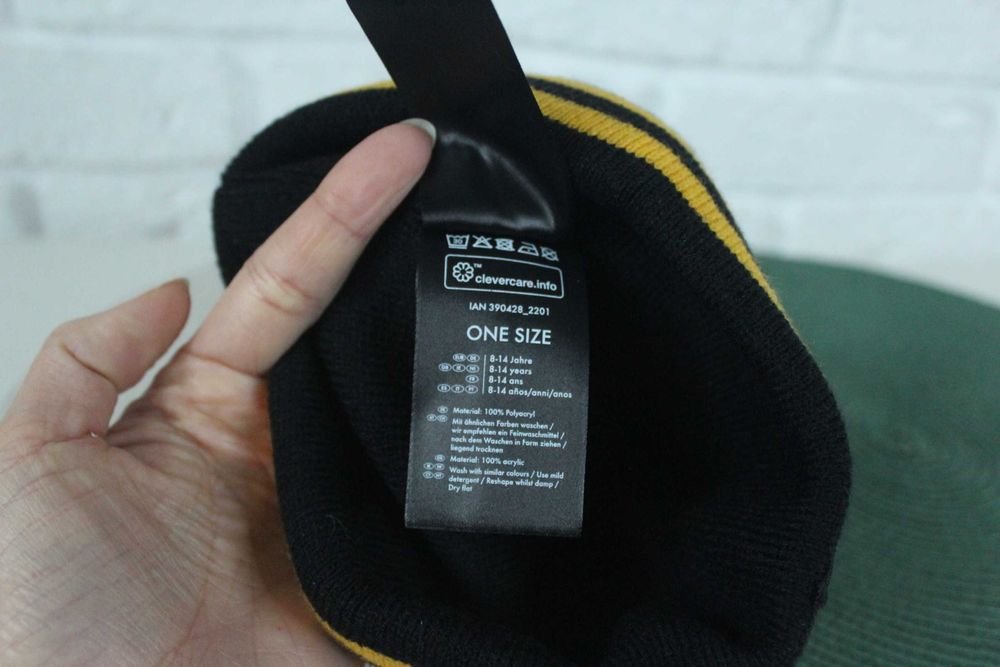 30
™
clevercare.info
IAN 390428_2201
ONE SIZE
8-14 Jahre
8-14 years
8-14 ans
8-14 años/anni/anos
Material: 100% Polyacryl
Mit ähnlichen Farben waschen /
wir empfehlen ein Feinwaschmittel /
nach dem Waschen in Form ziehen /
liegend trocknen
Material: 100% acrylic
Wash with similar colours / Use mild
detergent / Reshape whilst damp /
Dry flat